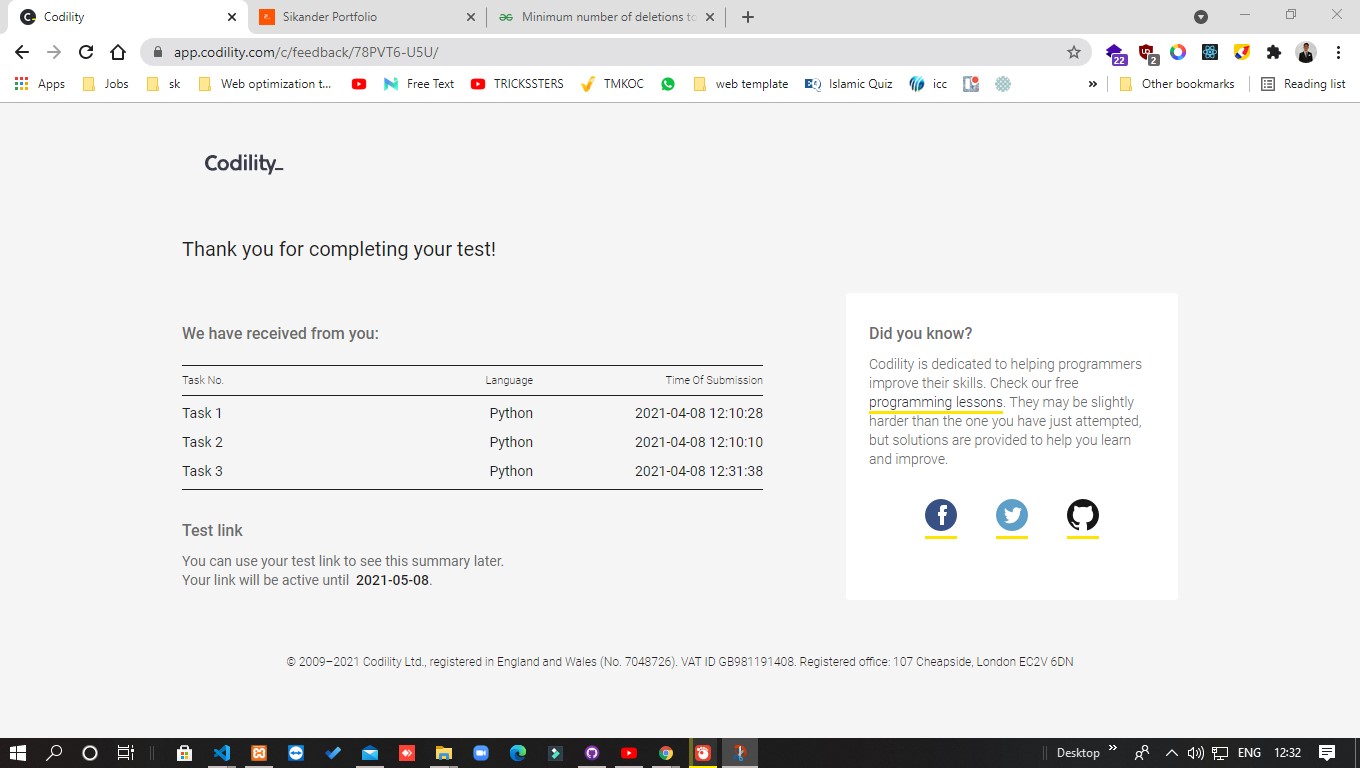 Codility
Sikander Portfolio
Minimum number of deletions to
app.codility.com/c/feedback/78PVT6-U5U/
22
2
Apps
Jobs
sk
Web optimization t...
Free Text
TRICKSSTERS
TMKOC
web template
Islamic Quiz
icc
»
Other bookmarks
Reading list
Codility_
Thank you for completing your test!
We have received from you:
Task No. Language Time Of Submission
Task 1 Python 2021-04-08 12:10:28
Task 2 Python 2021-04-08 12:10:10
Task 3 Python 2021-04-08 12:31:38
Test link
You can use your test link to see this summary later.
Your link will be active until 2021-05-08.
Did you know?
Codility is dedicated to helping programmers
improve their skills. Check our free
programming lessons. They may be slightly
harder than the one you have just attempted,
but solutions are provided to help you learn
and improve.
© 2009–2021 Codility Ltd., registered in England and Wales (No. 7048726). VAT ID GB981191408. Registered office: 107 Cheapside, London EC2V 6DN
Desktop » ENG 12:32